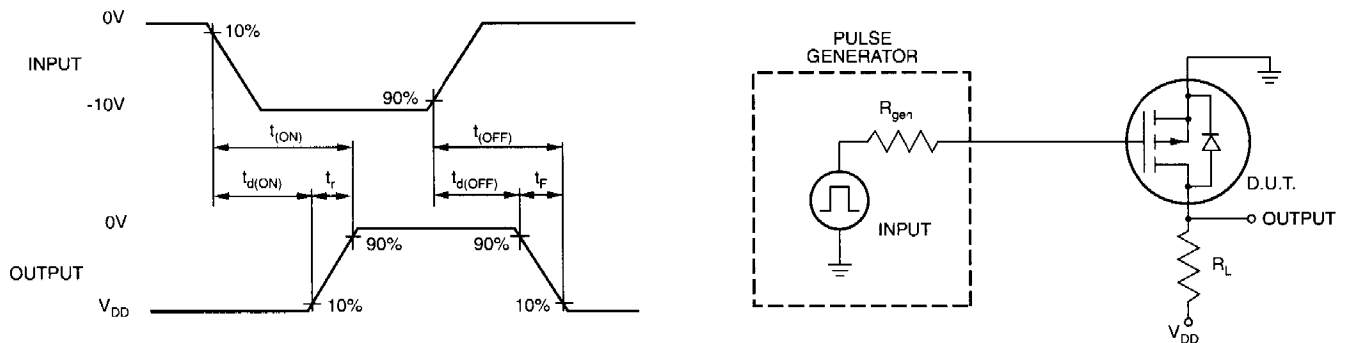 0V
10%
INPUT
-10V
90%
t(ON)
t(OFF)
td(ON)
tr
td(OFF)
tF
0V
90%
90%
OUTPUT
VDD
10%
10%
PULSE
GENERATOR
Rgen
INPUT
D.U.T.
OUTPUT
RL
VDD